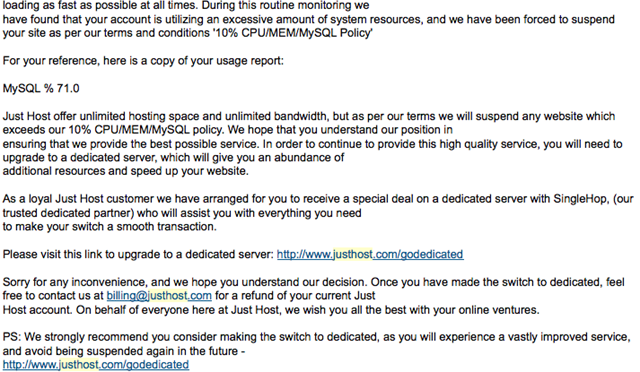 loading as fast as possible at all times. During this routine monitoring we
have found that your account is utilizing an excessive amount of system resources, and we have been forced to suspend
your site as per our terms and conditions '10% CPU/MEM/MySQL Policy'
For your reference, here is a copy of your usage report:
MySQL % 71.0
Just Host offer unlimited hosting space and unlimited bandwidth, but as per our terms we will suspend any website which
exceeds our 10% CPU/MEM/MySQL policy. We hope that you understand our position in
ensuring that we provide the best possible service. In order to continue to provide this high quality service, you will need to
upgrade to a dedicated server, which will give you an abundance of
additional resources and speed up your website.
As a loyal Just Host customer we have arranged for you to receive a special deal on a dedicated server with SingleHop, (our
trusted dedicated partner) who will assist you with everything you need
to make your switch a smooth transaction.
Please visit this link to upgrade to a dedicated server: http://www.justhost.com/godedicated
Sorry for any inconvenience, and we hope you understand our decision. Once you have made the switch to dedicated, feel
free to contact us at billing@justhost.com for a refund of your current Just
Host account. On behalf of everyone here at Just Host, we wish you all the best with your online ventures.
PS: We strongly recommend you consider making the switch to dedicated, as you will experience a vastly improved service,
and avoid being suspended again in the future -
http://www.justhost.com/godedicated